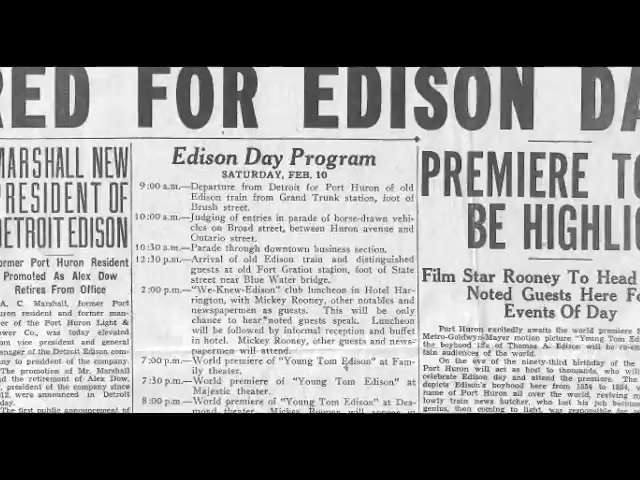 RED FOR EDISON DA
MARSHALL NEW
PRESIDENT OF
DETROIT EDISON
ormer Port Huron Resident
Promoted As Alex Dow
Retires From Office
A. C. Marshall, former Port
uron resident and former man-
er of the Port Huron Light &
ower Co., was today elevated
om vice president and general
anager of the Detroit Edison com-
ny to president of the company.
The promotion of Mr. Marshall
nd the retirement of Alex Dow,
president of the company since
12, were announced in Detroit
day.
The first public announcement of
Edison Day Program
SATURDAY, FEB. 10
9:00 a.m.—Departure from Detroit for Port Huron of old
Edison train from Grand Trunk station, foot of
Brush street.
10:00 a.m.—Judging of entries in parade of horse-drawn vehi-
cles on Broad street, between Huron avenue and
Ontario street.
10:30 a.m.—Parade through downtown business section.
12:30 p.m.—Arrival of old Edison train and distinguished
guests at old Fort Gratiot station, foot of State
street near Blue Water bridge.
2:00 p.m.—"We-Knew-Edison" club luncheon in Hotel Har-
rington, with Mickey Rooney, other notables and
newspapermen as guests. This will be only
chance to hear noted guests speak. Luncheon
will be followed by informal reception and buffet
in hotel. Mickey Rooney, other guests and news-
papermen will attend.
7:00 p.m.—World premiere of "Young Tom Edison" at Fam-
ily theater.
7:30 p.m.—World premiere of "Young Tom Edison" at
Majestic theater.
8:00 p.m.—World premiere of "Young Tom Edison" at Des-
mond theater. Mickey Rooney will appear in
PREMIERE TO
BE HIGHLIG
Film Star Rooney To Head
Noted Guests Here Fo
Events Of Day
Port Huron excitedly awaits the world premiere S
Metro-Goldwyn-Mayer motion picture "Young Tom Ed
the boyhood life of Thomas A. Edison will be re-en
tain audiences of the world.
On the eve of the ninety-third birthday of the
Port Huron will act as host to thousands, who wil
celebrate Edison day and attend the premiere. The
depicts Edison's boyhood here from 1854 to 1864, w
name of Port Huron all over the world, reviving m
lowly train news butcher, who lost his job becaus
genius, then coming to light, was responsible for